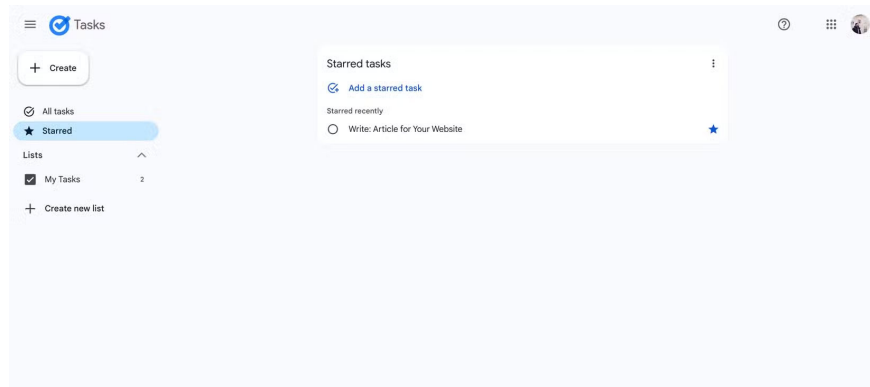 Tasks
Create
All tasks
Starred
Lists
My Tasks 2
Create new list
Starred tasks
Add a starred task
Starred recently
Write: Article for Your Website